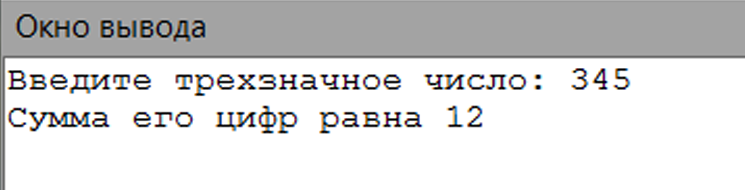 Окно вывода
Введите трехзначное число: 345
Сумма его цифр равна 12